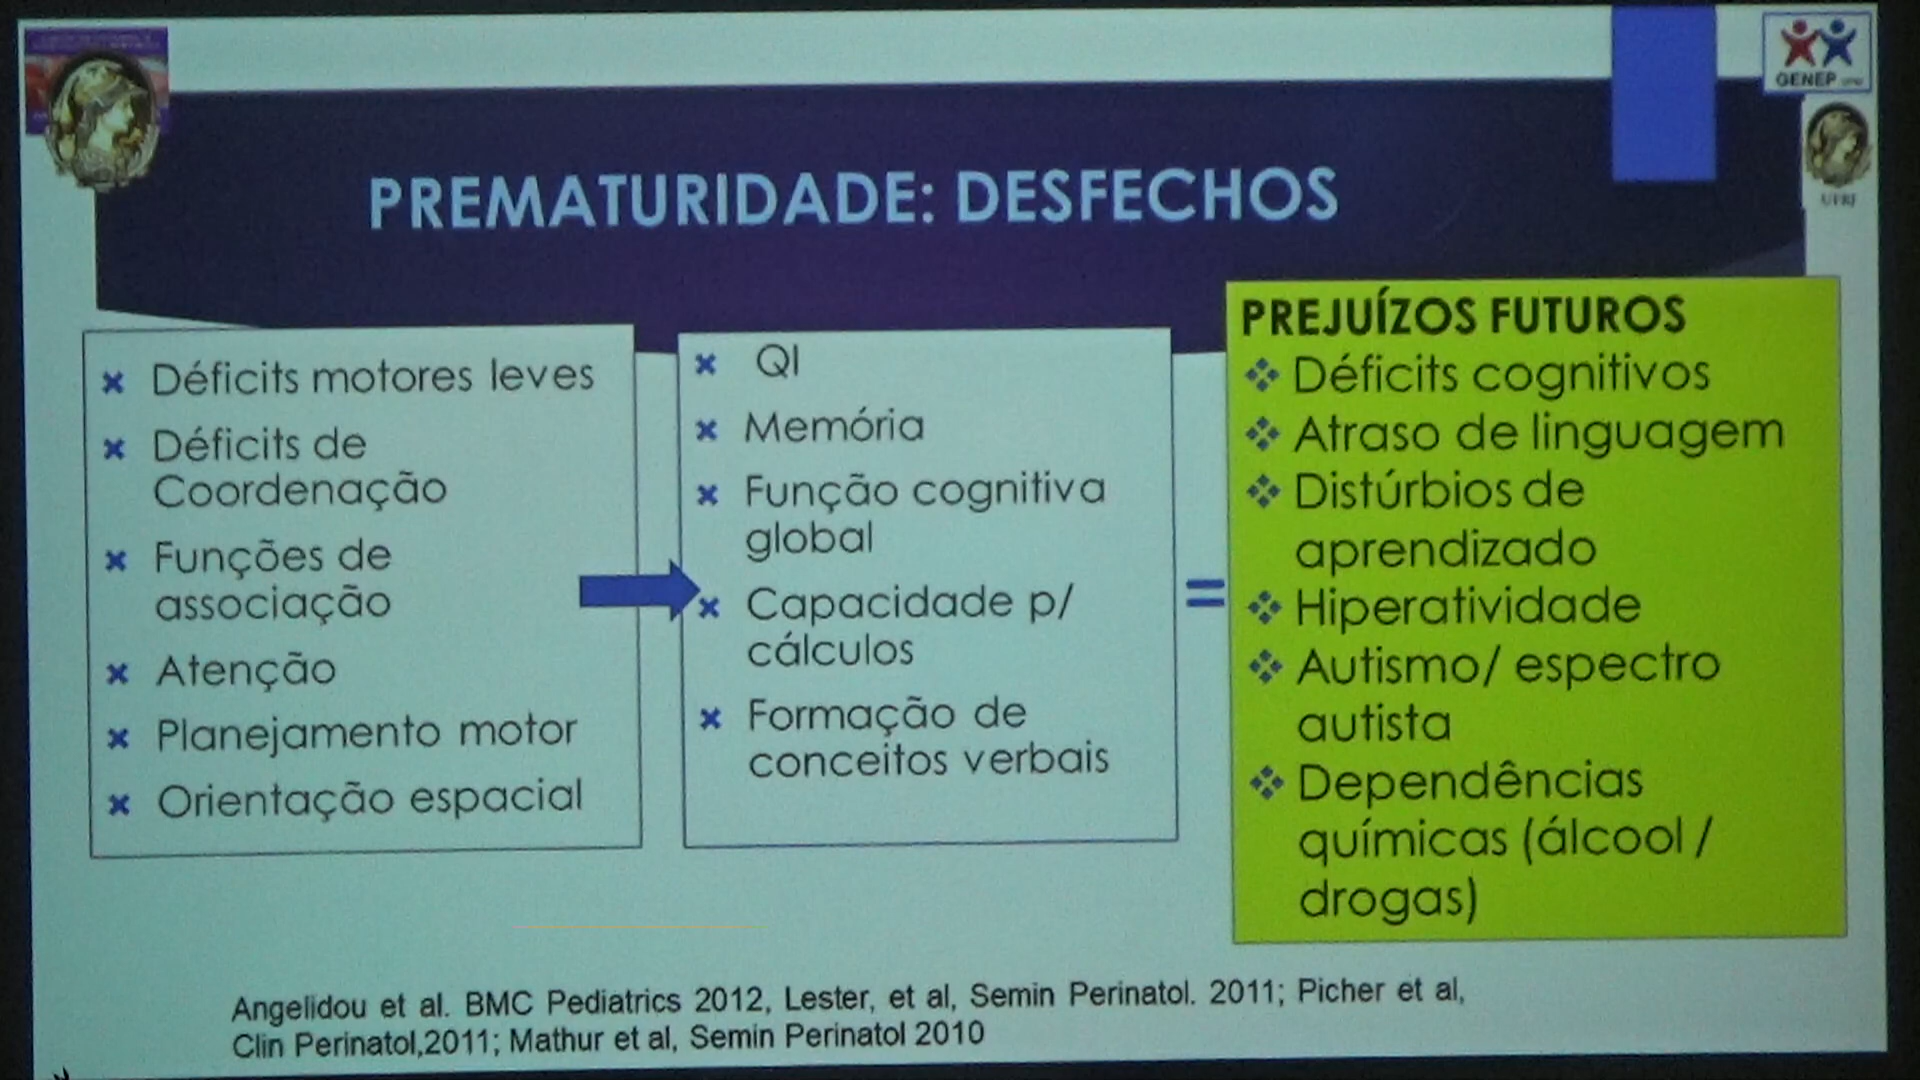 GENEP
UFRJ
PREMATURIDADE: DESFECHOS
Déficits motores leves
Déficits de
Coordenação
Funções de
associação
Atenção
Planejamento motor
Orientação espacial
QI
Memória
Função cognitiva
global
Capacidade p/
cálculos
Formação de
conceitos verbais
=
PREJUÍZOS FUTUROS
Déficits cognitivos
Atraso de linguagem
Distúrbios de
aprendizado
Hiperatividade
Autismo/ espectro
autista
Dependências
químicas (álcool /
drogas)
Angelidou et al. BMC Pediatrics 2012, Lester, et al, Semin Perinatol. 2011; Picher et al,
Clin Perinatol,2011; Mathur et al, Semin Perinatol 2010